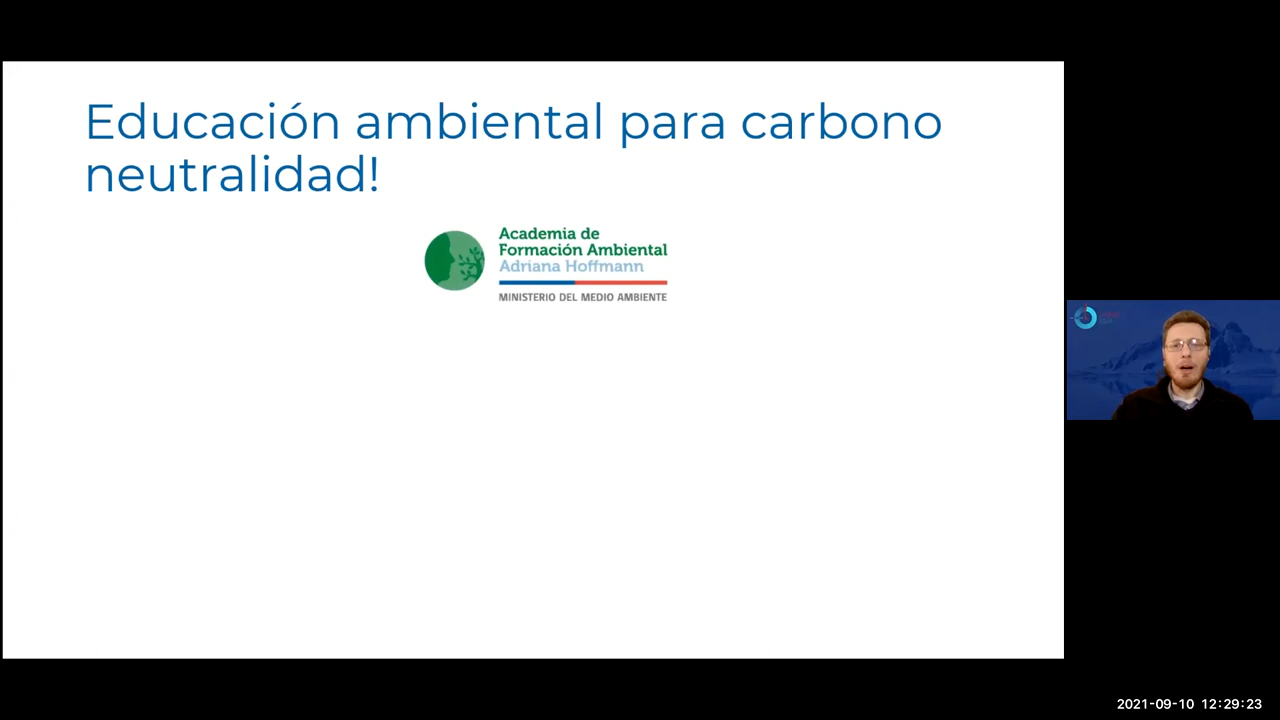 Educación ambiental para carbono
neutralidad!
Academia de
Formación Ambiental
Adriana Hoffmann
MINISTERIO DEL MEDIO AMBIENTE
2021-09-10 12:29:23